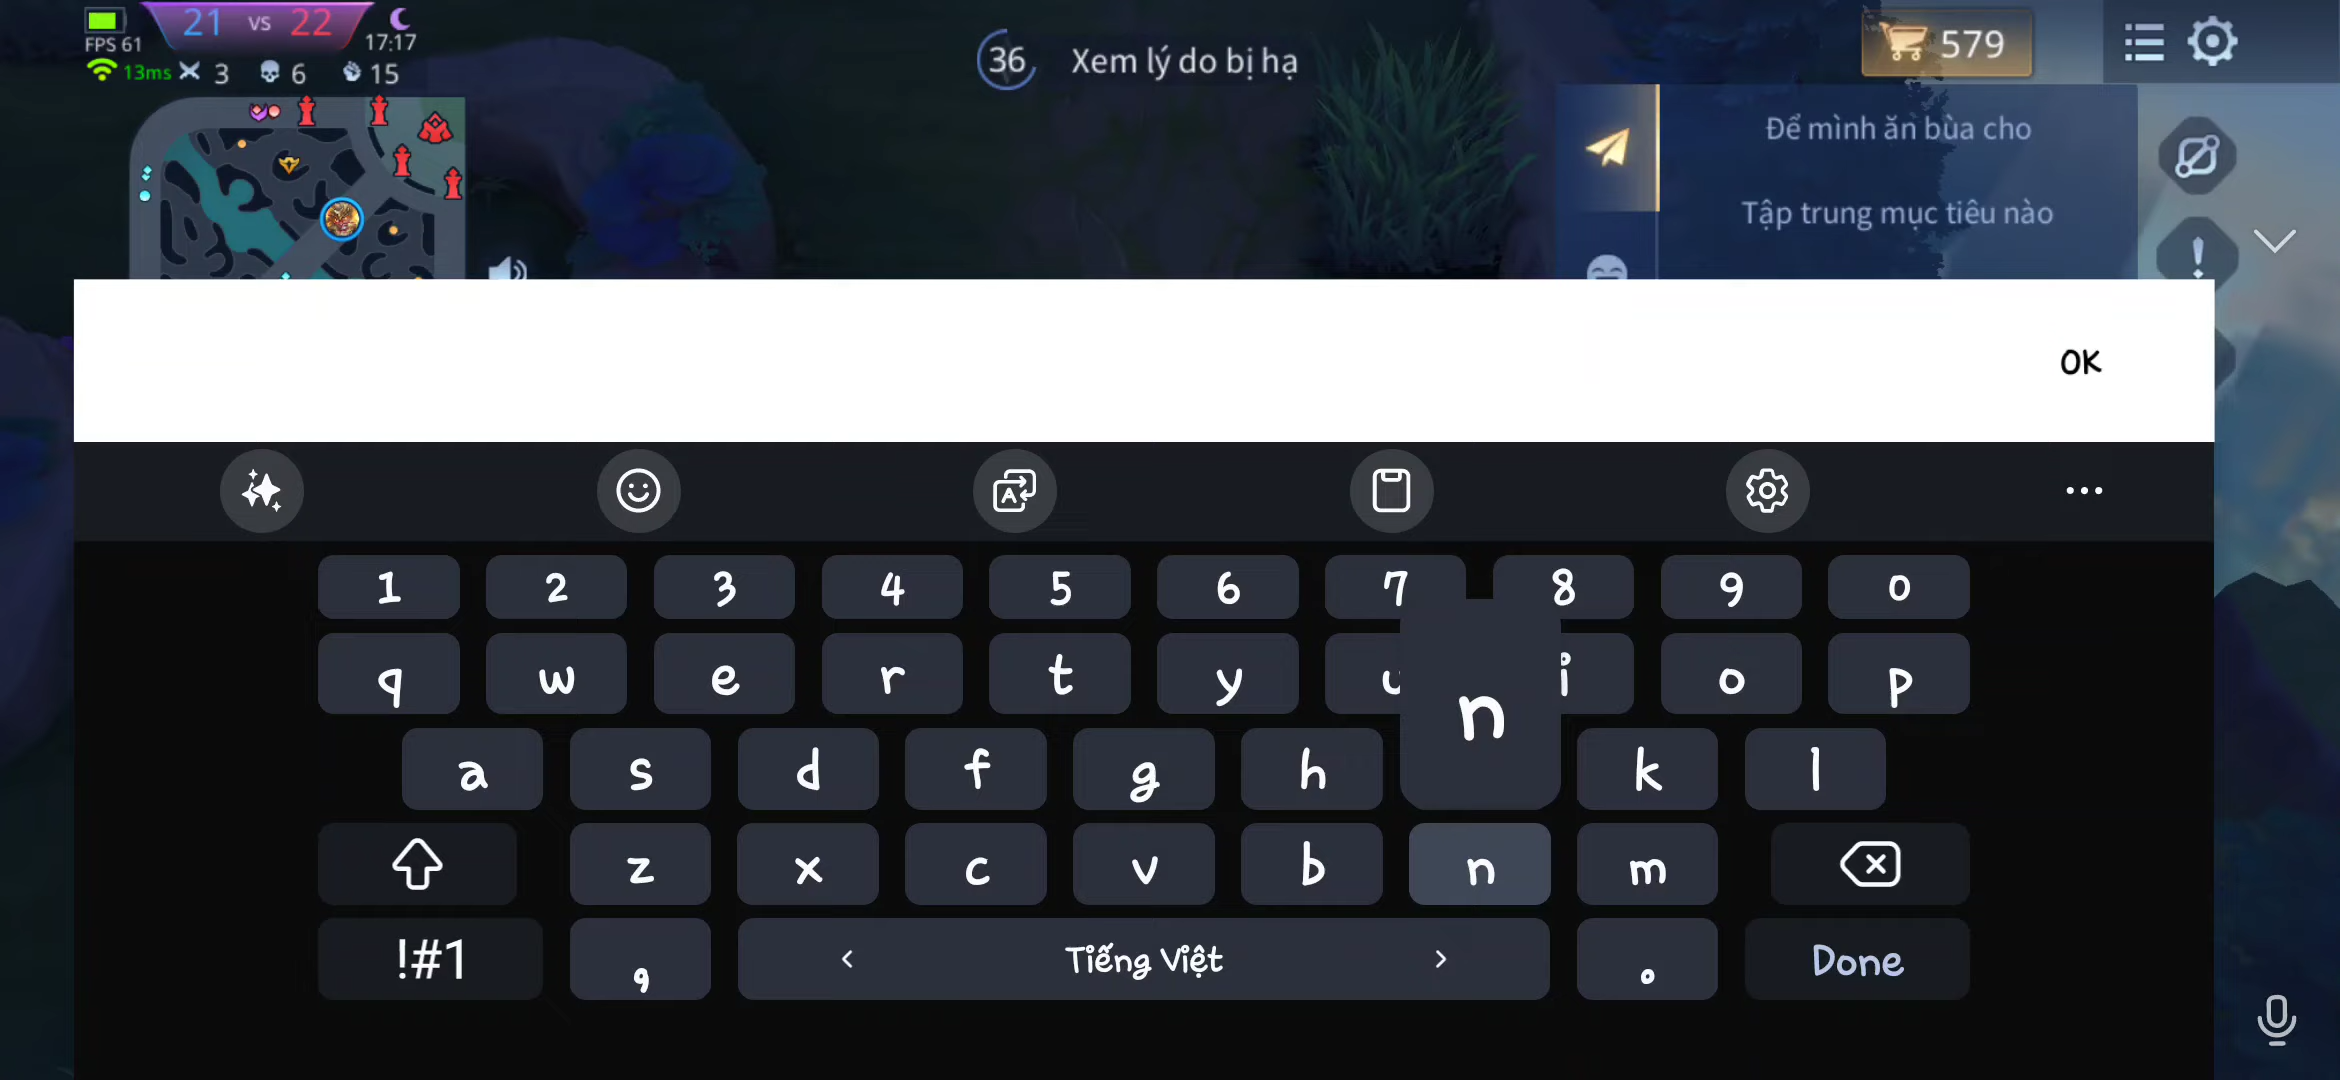 21 vs 22
FPS 61
17:17
13ms 3 6 15
36 Xem lý do bị hạ
579
Để mình ăn bùa cho
Tập trung mục tiêu nào
OK
1 2 3 4 5 6 7 8 9 0
q w e r t y u i o p
n
a s d f g h k l
z x c v b n m
!#1 , < Tiếng Việt > . Done